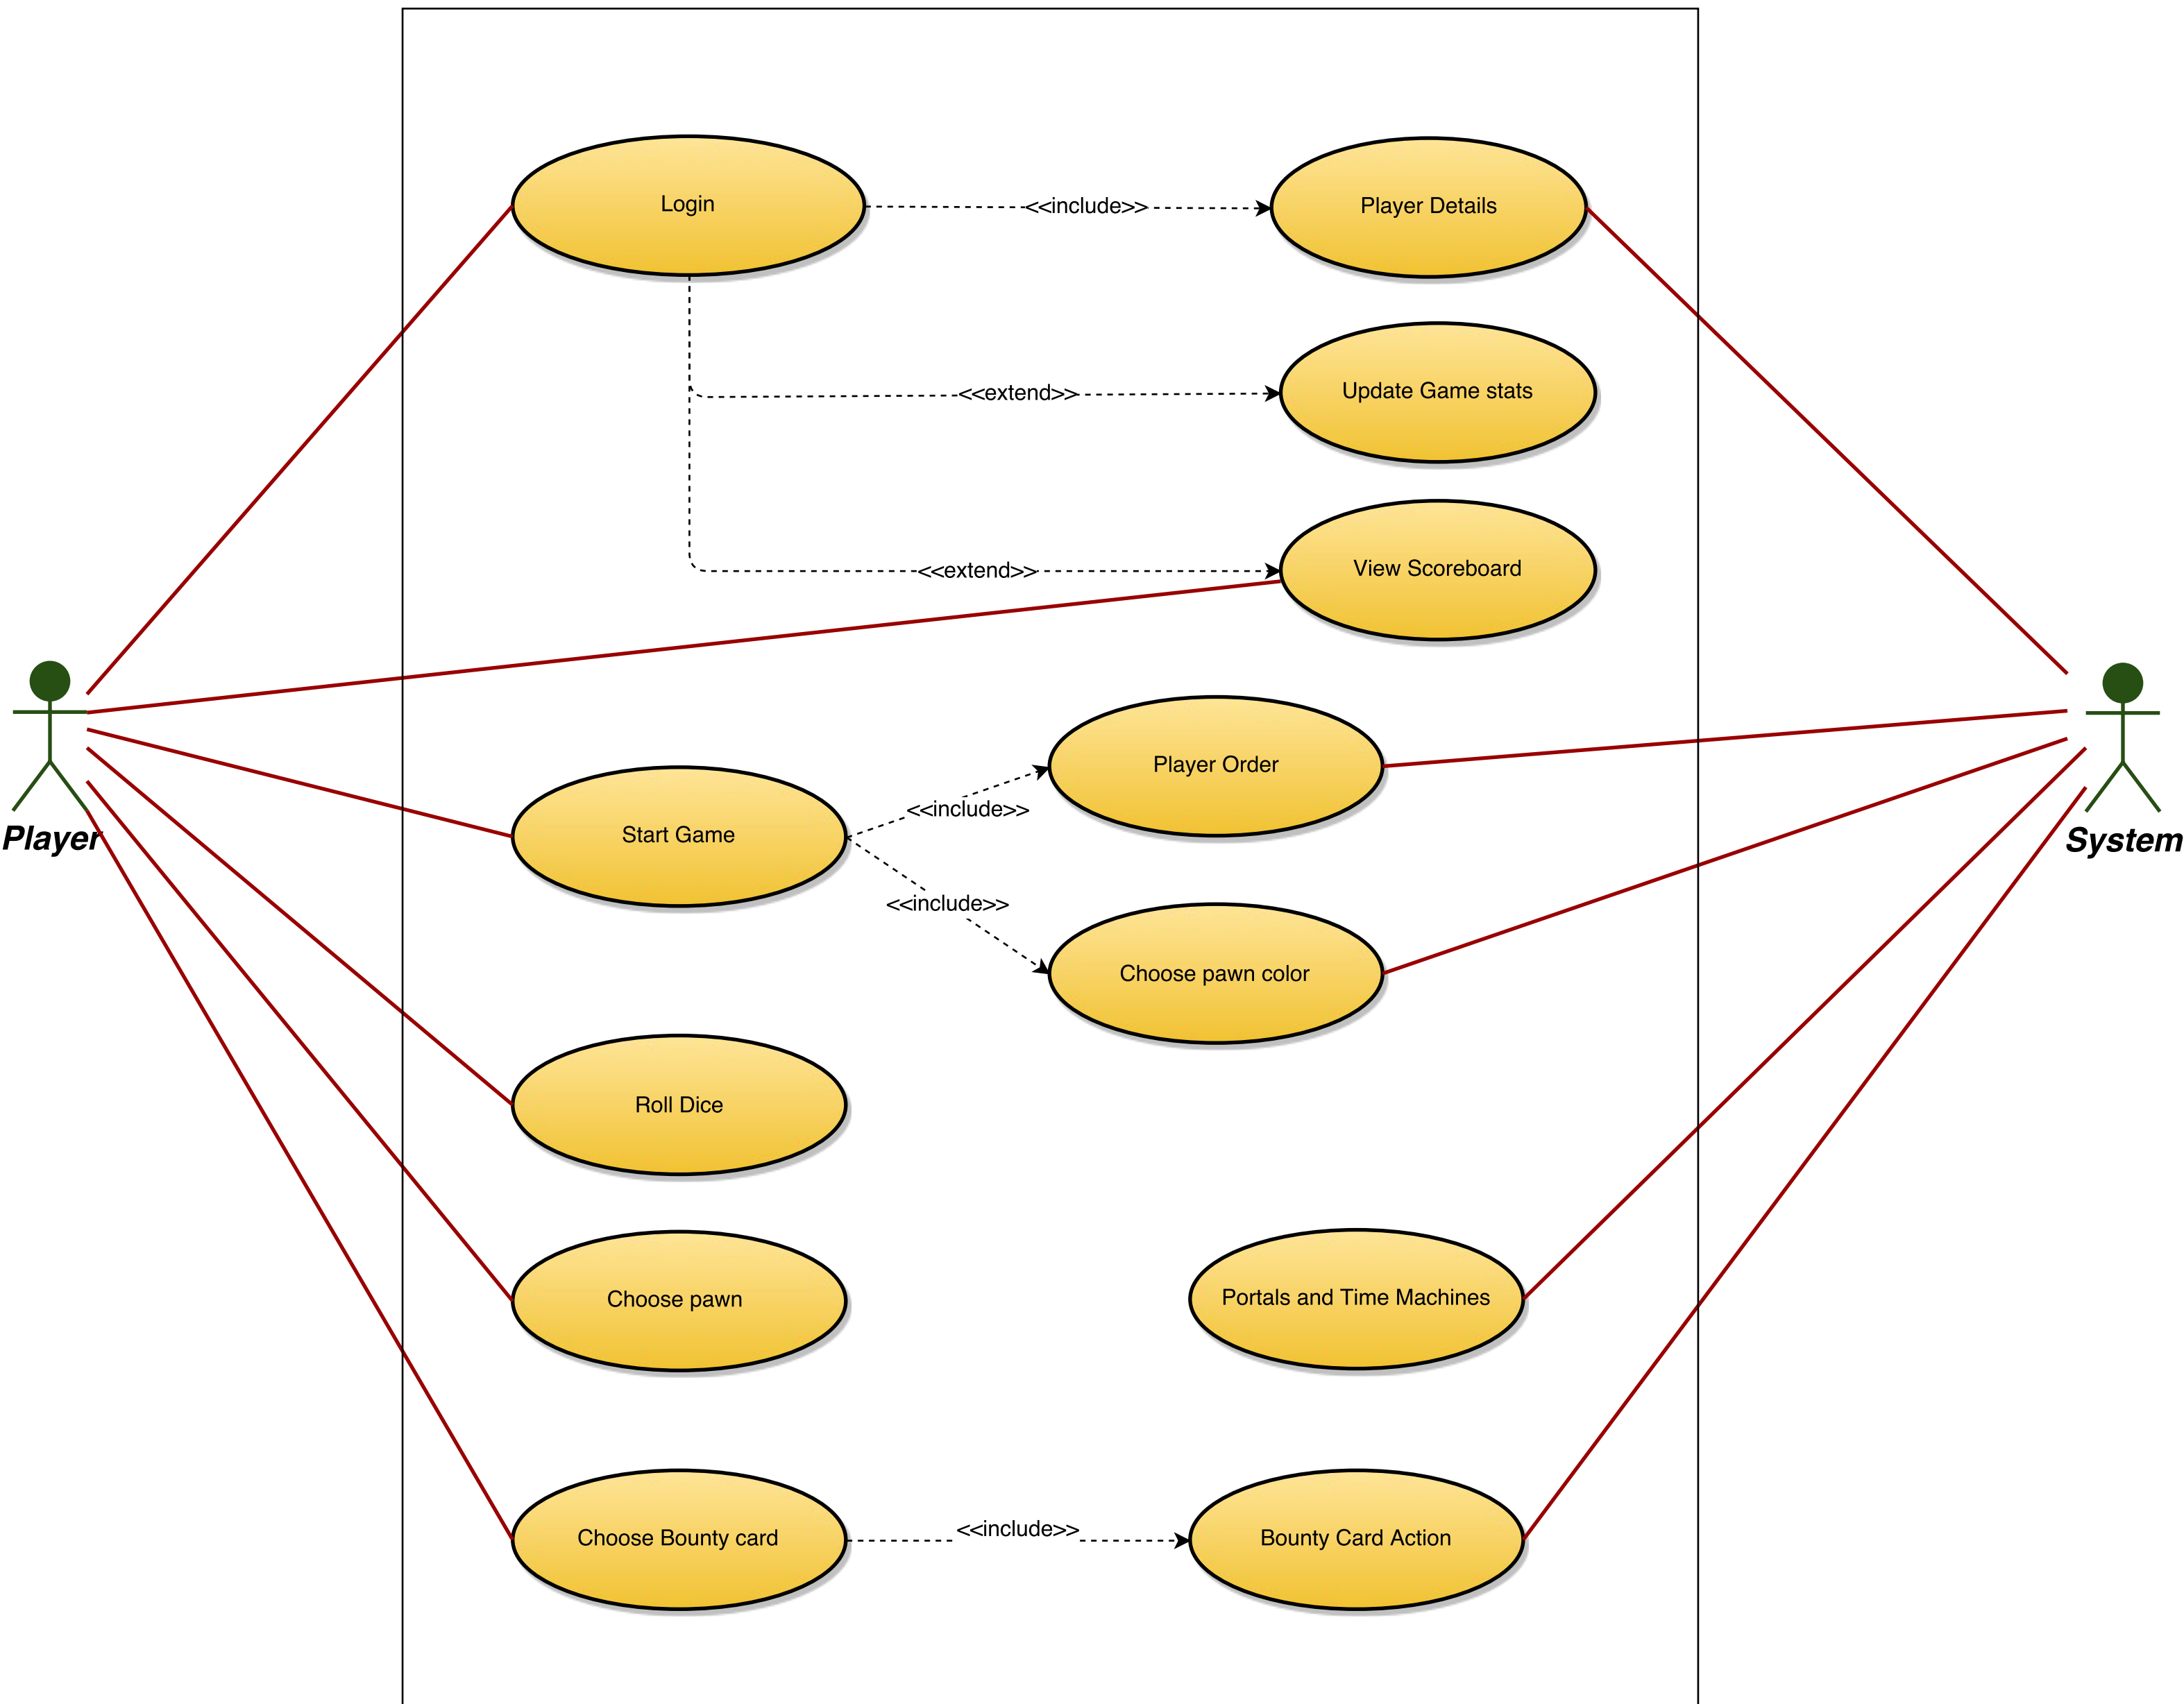 Login
<<include>>
Player Details
<<extend>>
Update Game stats
<<extend>>
View Scoreboard
Player
System
Start Game
<<include>>
Player Order
<<include>>
Choose pawn color
Roll Dice
Choose pawn
Portals and Time Machines
Choose Bounty card
<<include>>
Bounty Card Action